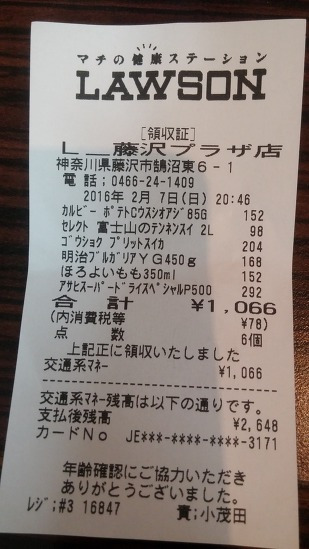 マチの健康ステーション
LAWSON
[領収証]
L_藤沢プラザ店
神奈川県藤沢市鵠沼東6-1
電話;0466-24-1409
2016年 2月 7日(日) 20:46
カルビー ポテトCウスシオアジ85G 152
セレクト 富士山のテンネンスイ 2L 98
ゴウショク プリットスイカ 204
明治ブルガリアYG450g 168
ほろよいもも350ml 152
アサヒスーパードライスペシャルP500 292
合 計 ¥1,066
(内消費税等 ¥78)
点 数 6個
上記正に領収いたしました
交通系マネー ¥1,066
交通系マネー残高は以下の通りです。
支払後残高 ¥2,648
カードNo JE***-****-****-3171
年齢確認にご協力いただき
ありがとうございました。
レジ;#3 16847 責;小茂田